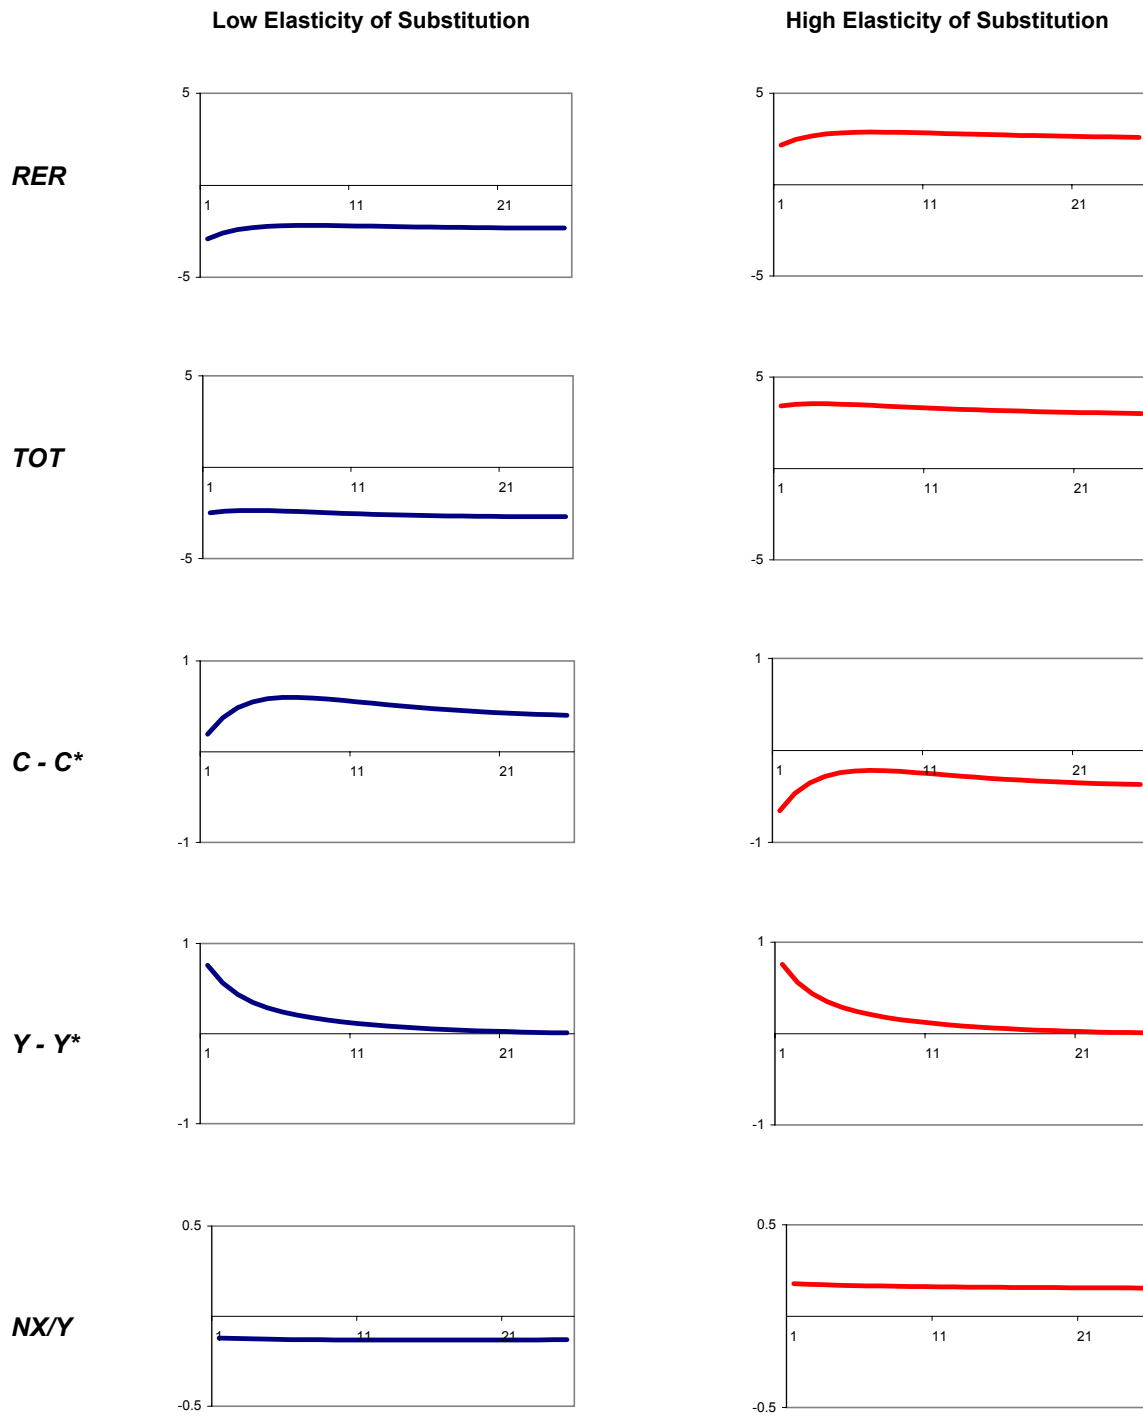 Low Elasticity of Substitution High Elasticity of Substitution
5 5
RER
1 11 21 1 11 21
-5 -5
5 5
TOT
1 11 21 1 11 21
-5 -5
1 1
C - C*
1 11 21 1 11 21
-1 -1
1 1
Y - Y*
1 11 21 1 11 21
-1 -1
0.5 0.5
NX/Y
1 11 21 1 11 21
-0.5 -0.5